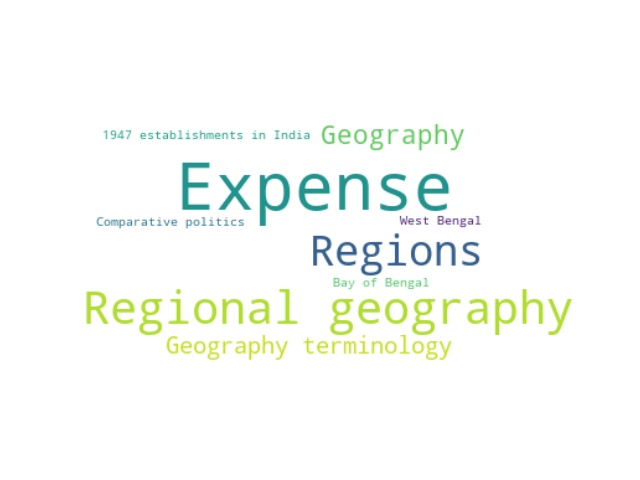 1947 establishments in India
Geography
Expense
Comparative politics
West Bengal
Regions
Bay of Bengal
Regional geography
Geography terminology